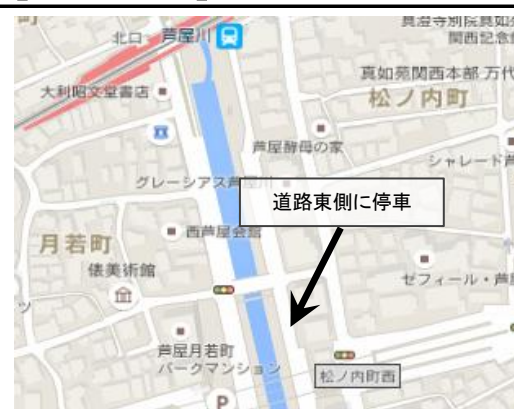 北口
芦屋川
真如苑関西本部 万代
大利昭文堂書店
松ノ内町
芦屋酵母の家
シャレード芦
グレーシアス芦屋川
道路東側に停車
西芦屋会館
月若町
俵美術館
ゼフィール・芦屋
芦屋月若町
パークマンション
松ノ内町西
P